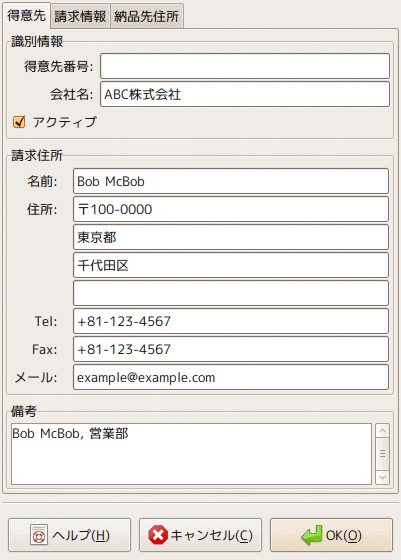 得意先 請求情報 納品先住所
識別情報
得意先番号:
会社名: ABC株式会社
アクティブ
請求住所
名前: Bob McBob
住所: 〒100-0000
東京都
千代田区
Tel: +81-123-4567
Fax: +81-123-4567
メール: example@example.com
備考
Bob McBob, 営業部
ヘルプ(H) キャンセル(C) OK(O)